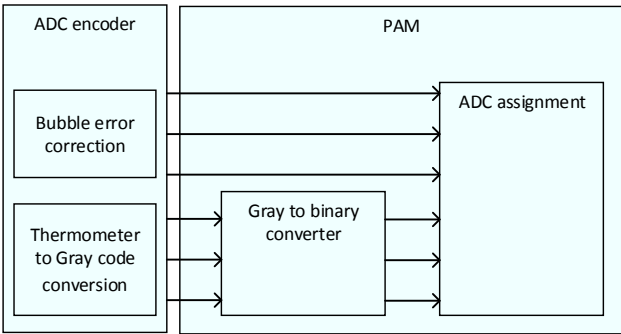 ADC encoder
PAM
Bubble error
correction
ADC assignment
Thermometer
to Gray code
conversion
Gray to binary
converter